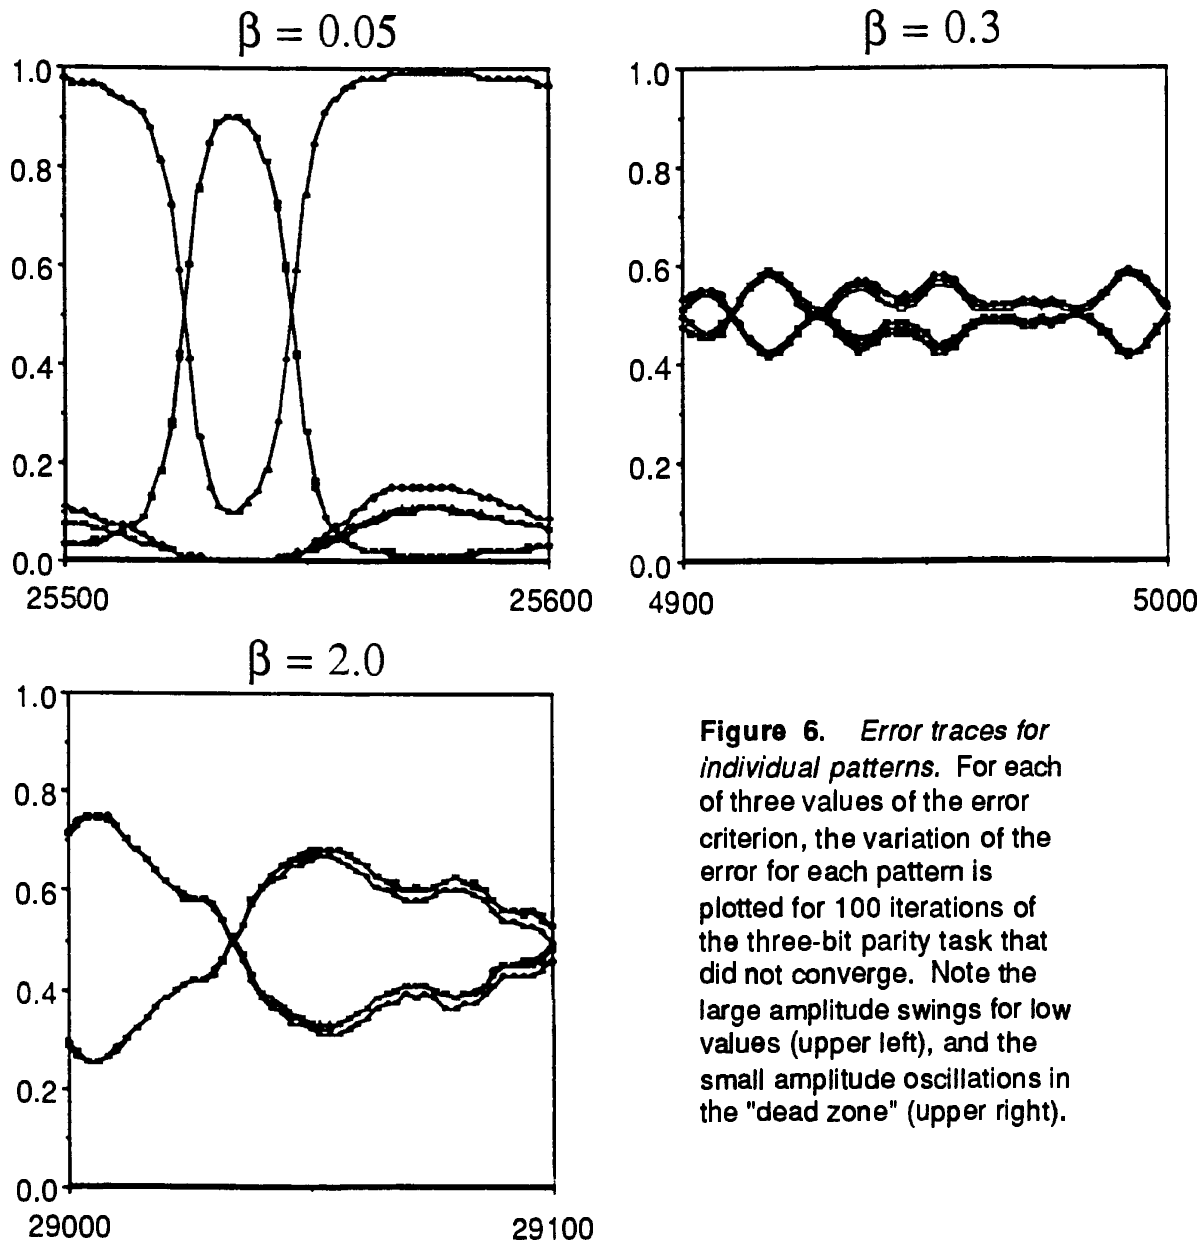 β = 0.05
1.0
0.8
0.6
0.4
0.2
0.0
25500
25600
β = 0.3
1.0
0.8
0.6
0.4
0.2
0.0
4900
5000
β = 2.0
1.0
0.8
0.6
0.4
0.2
0.0
29000
29100
Figure 6. Error traces for
individual patterns. For each
of three values of the error
criterion, the variation of the
error for each pattern is
plotted for 100 iterations of
the three-bit parity task that
did not converge. Note the
large amplitude swings for low
values (upper left), and the
small amplitude oscillations in
the "dead zone" (upper right).